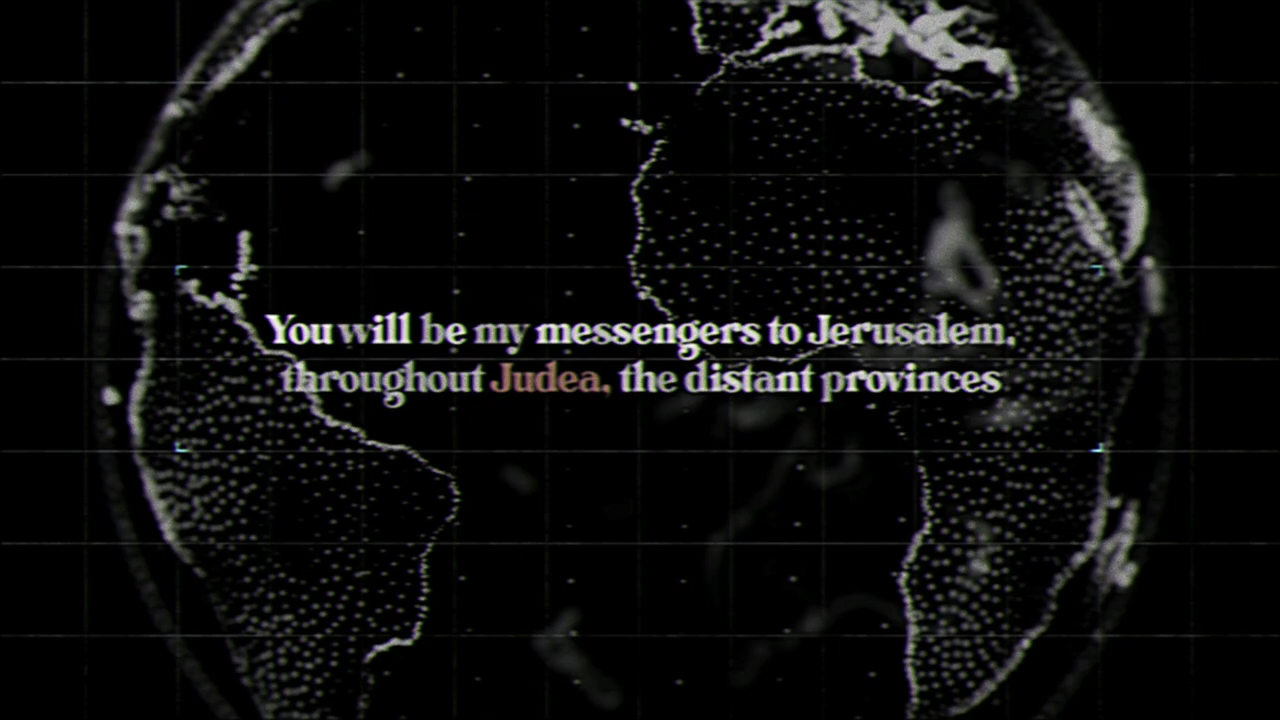 You will be my messengers to Jerusalem,
throughout Judea, the distant provinces